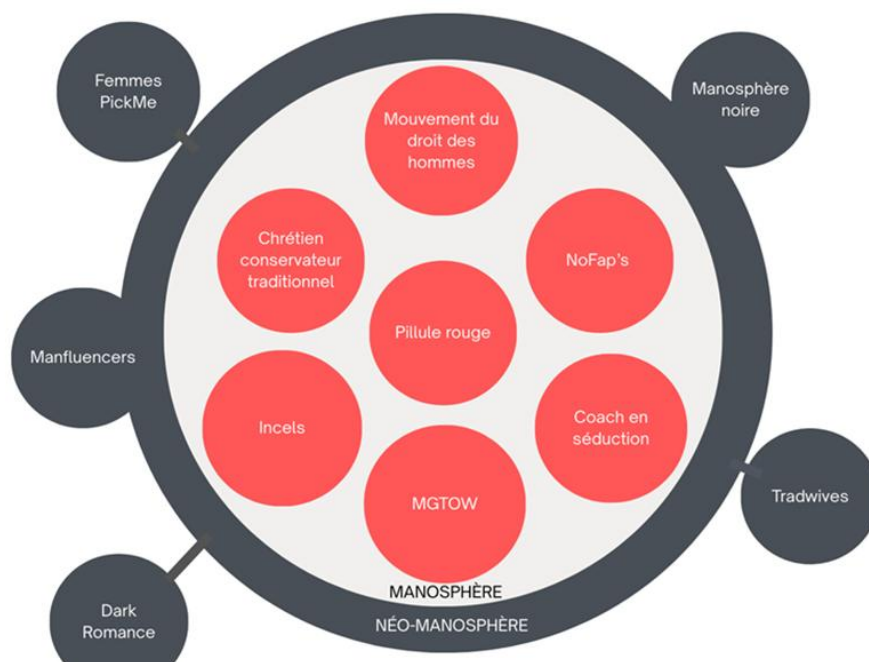 Femmes
PickMe
Manosphère
noire
Mouvement du
droit des
hommes
Chrétien
conservateur
traditionnel
NoFap's
Pillule rouge
Manfluencers
Incels
Coach en
séduction
MGTOW
Tradwives
MANOSPHÈRE
NÉO-MANOSPHÈRE
Dark
Romance